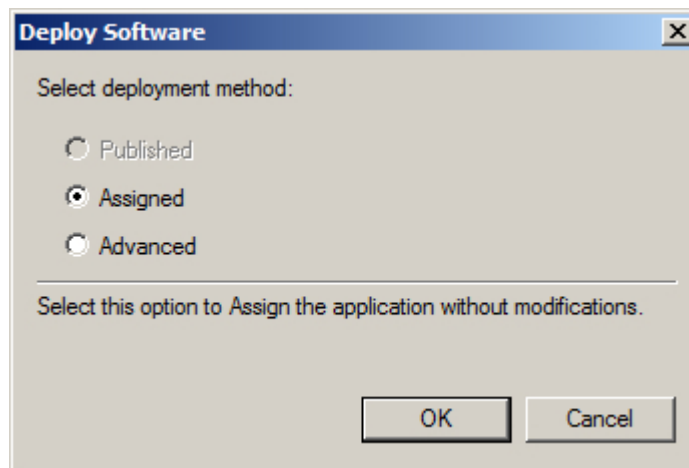 Deploy Software
Select deployment method:
Published
Assigned
Advanced
Select this option to Assign the application without modifications.
OK Cancel